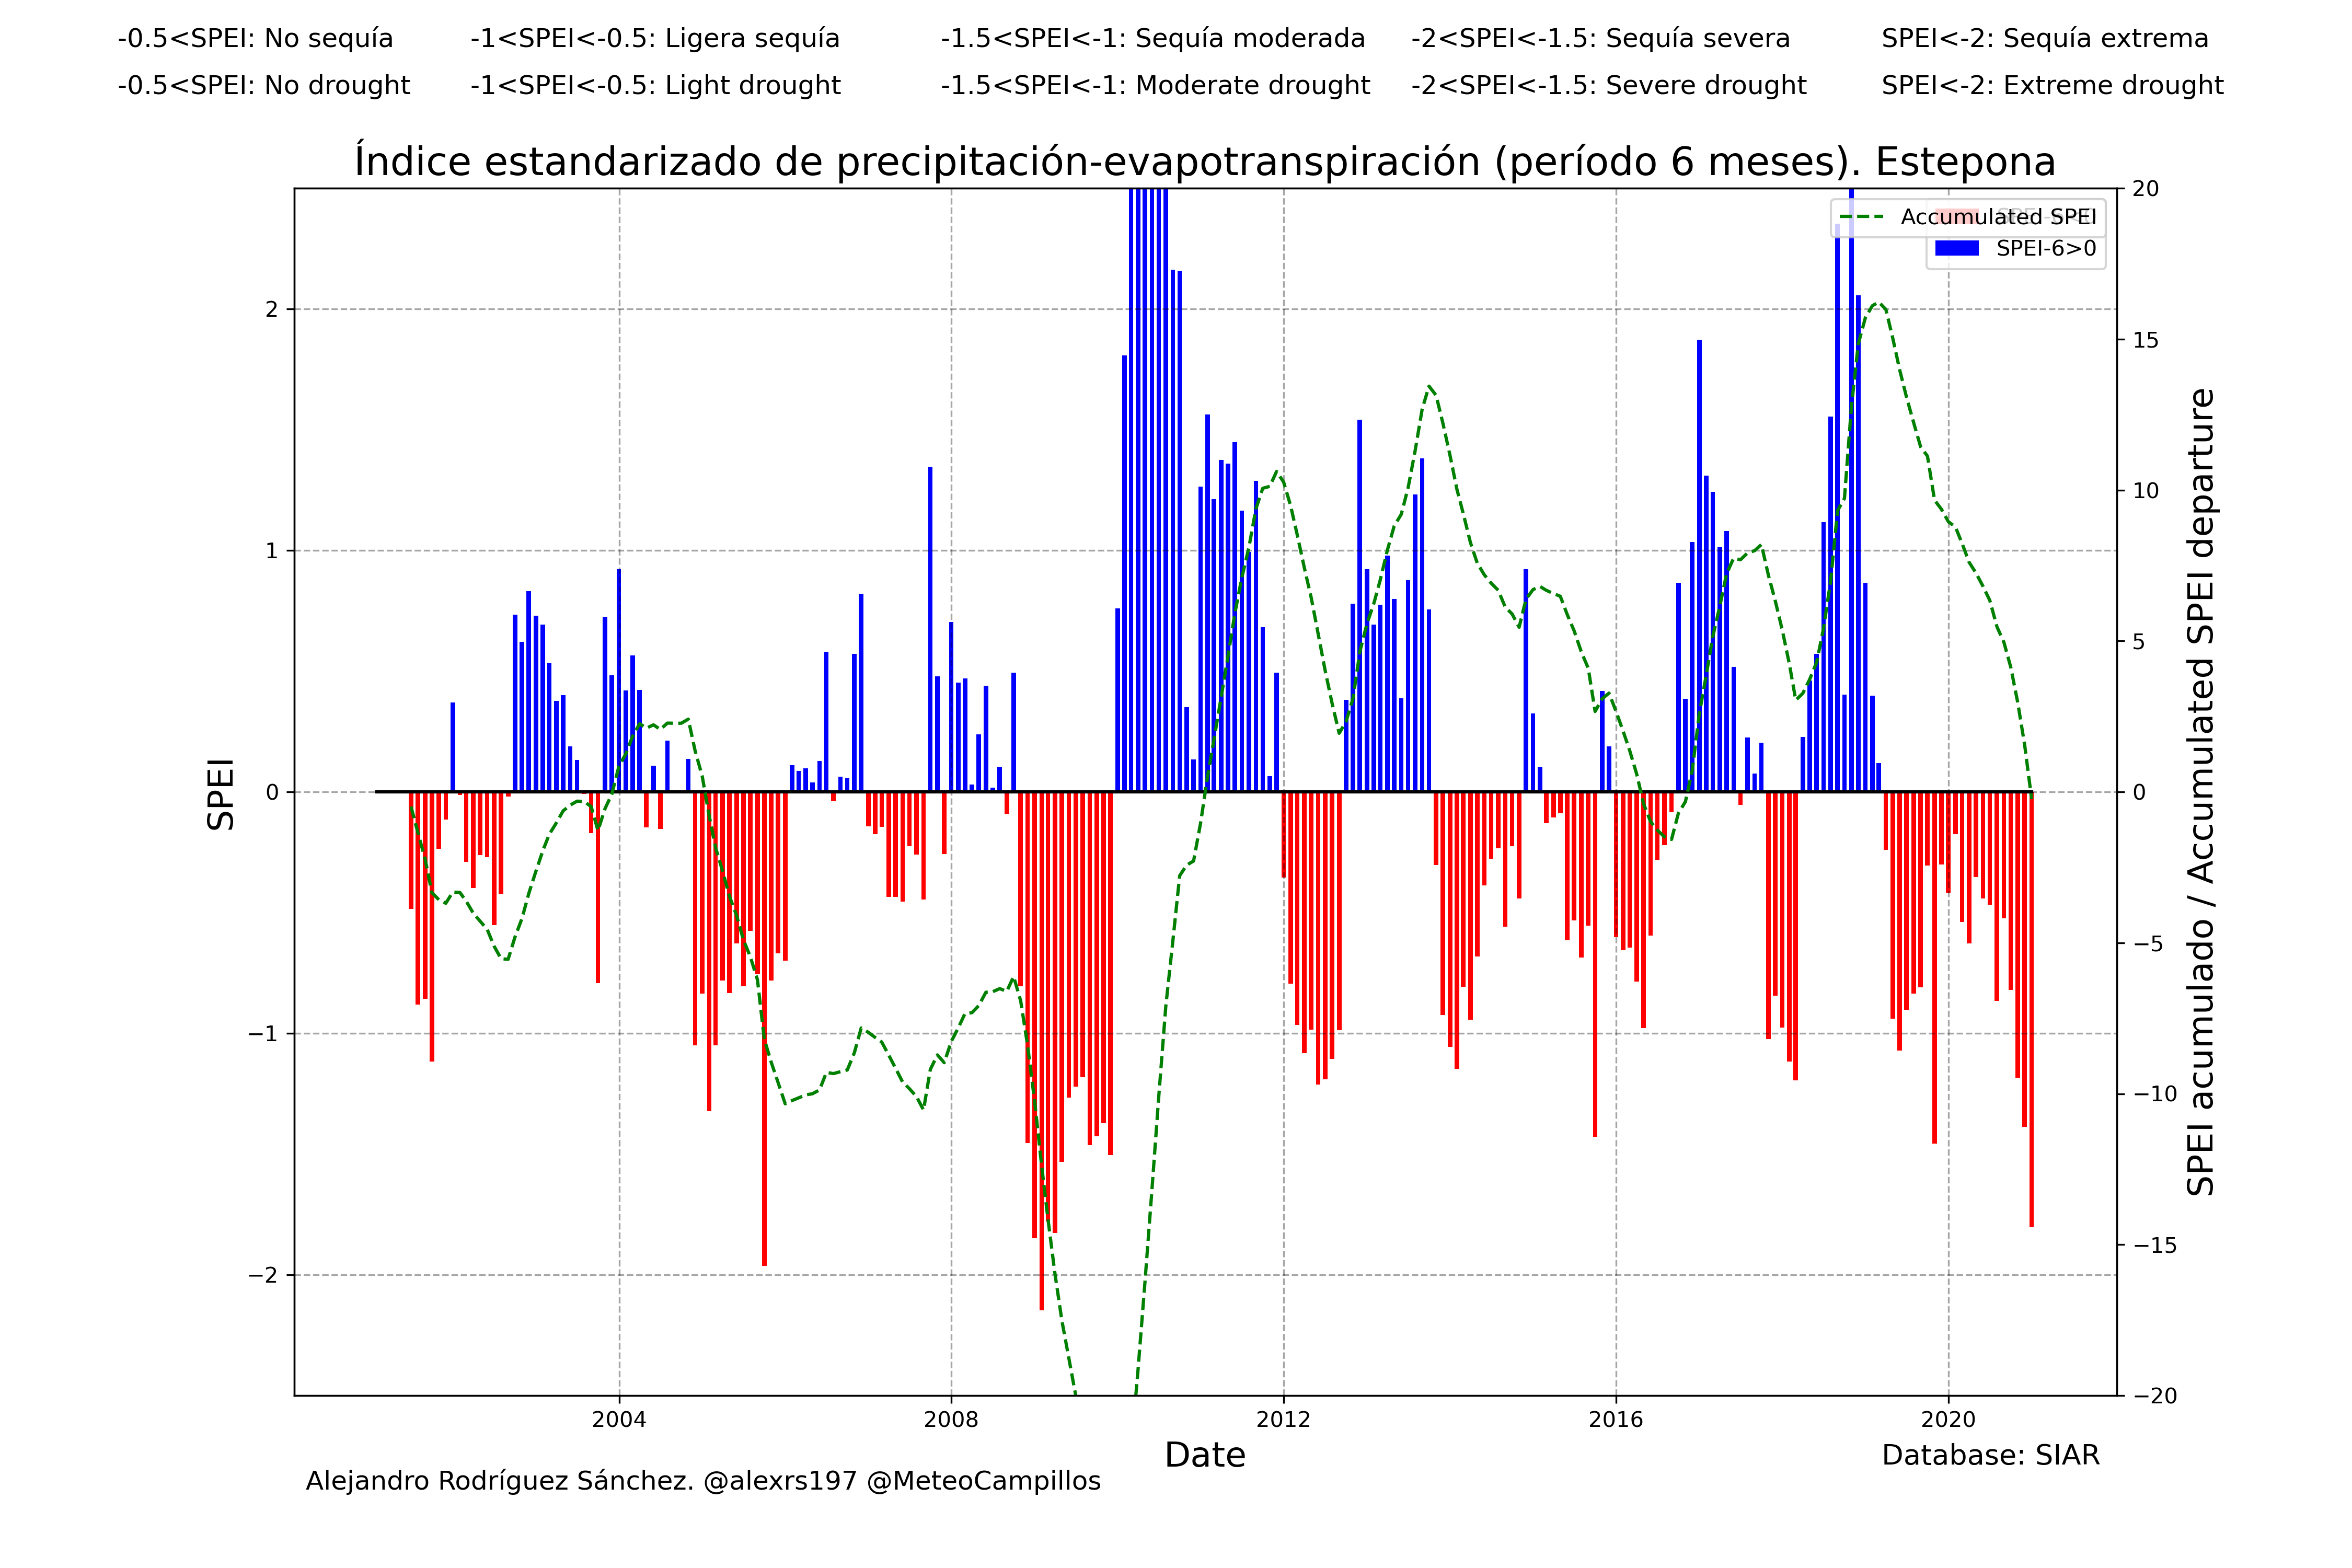 -0.5<SPEI: No sequía -1<SPEI<-0.5: Ligera sequía -1.5<SPEI<-1: Sequía moderada -2<SPEI<-1.5: Sequía severa SPEI<-2: Sequía extrema
-0.5<SPEI: No drought -1<SPEI<-0.5: Light drought -1.5<SPEI<-1: Moderate drought -2<SPEI<-1.5: Severe drought SPEI<-2: Extreme drought
Índice estandarizado de precipitación-evapotranspiración (período 6 meses). Estepona
Accumulated SPEI
SPEI-6>0
SPEI
2
1
0
−1
−2
20
15
10
5
0
−5
−10
−15
−20
SPEI acumulado / Accumulated SPEI departure
2004 2008 2012 2016 2020
Date
Database: SIAR
Alejandro Rodríguez Sánchez. @alexrs197 @MeteoCampillos